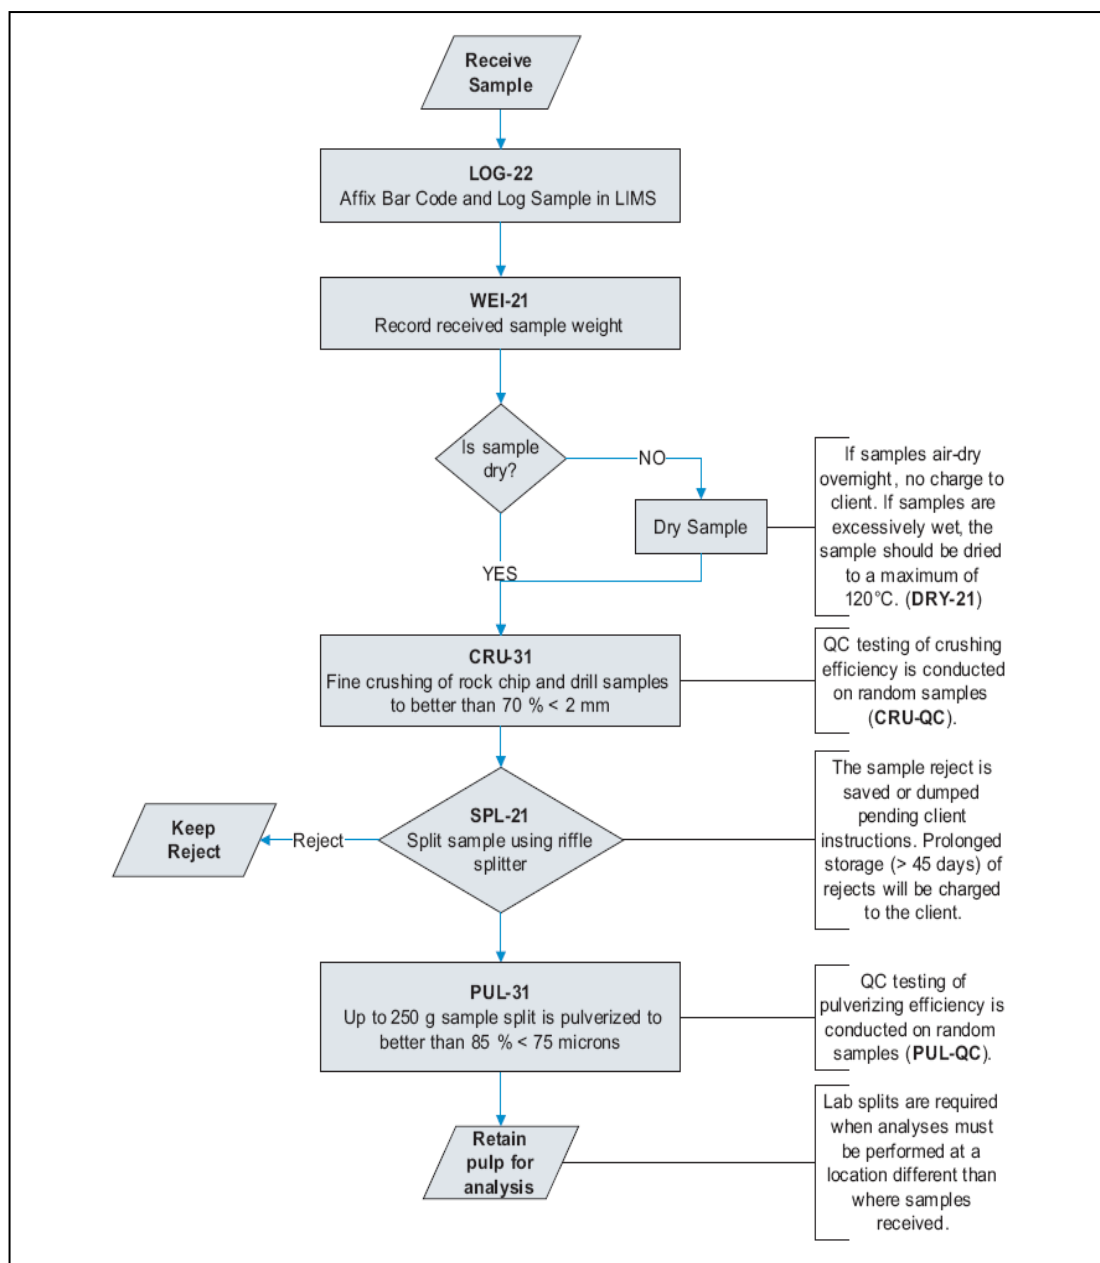 Receive
Sample
LOG-22
Affix Bar Code and Log Sample in LIMS
WEI-21
Record received sample weight
Is sample
dry?
NO
Dry Sample
If samples air-dry
overnight, no charge to
client. If samples are
excessively wet, the
sample should be dried
to a maximum of
120°C. (DRY-21)
YES
CRU-31
Fine crushing of rock chip and drill samples
to better than 70 % < 2 mm
QC testing of crushing
efficiency is conducted
on random samples
(CRU-QC).
SPL-21
Split sample using riffle
splitter
Reject
Keep
Reject
The sample reject is
saved or dumped
pending client
instructions. Prolonged
storage (> 45 days) of
rejects will be charged
to the client.
PUL-31
Up to 250 g sample split is pulverized to
better than 85 % < 75 microns
QC testing of
pulverizing efficiency is
conducted on random
samples (PUL-QC).
Retain
pulp for
analysis
Lab splits are required
when analyses must
be performed at a
location different than
where samples
received.